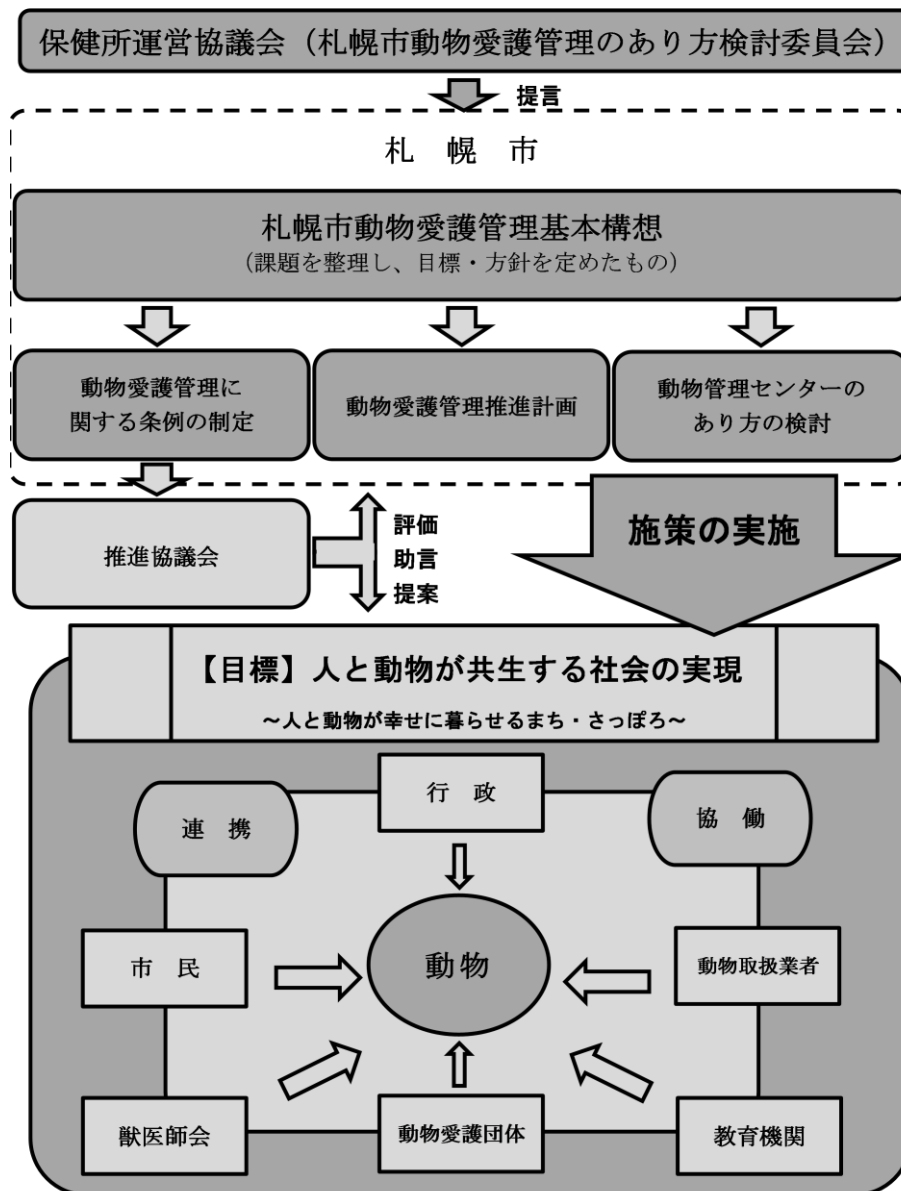 保健所運営協議会（札幌市動物愛護管理のあり方検討委員会）
提言
札　幌　市
札幌市動物愛護管理基本構想
（課題を整理し、目標・方針を定めたもの）
動物愛護管理に
関する条例の制定
動物愛護管理推進計画
動物管理センターの
あり方の検討
推進協議会
評価
助言
提案
施策の実施
【目標】人と動物が共生する社会の実現
～人と動物が幸せに暮らせるまち・さっぽろ～
行　政
連　携
協　働
市　民
動物
動物取扱業者
獣医師会
動物愛護団体
教育機関